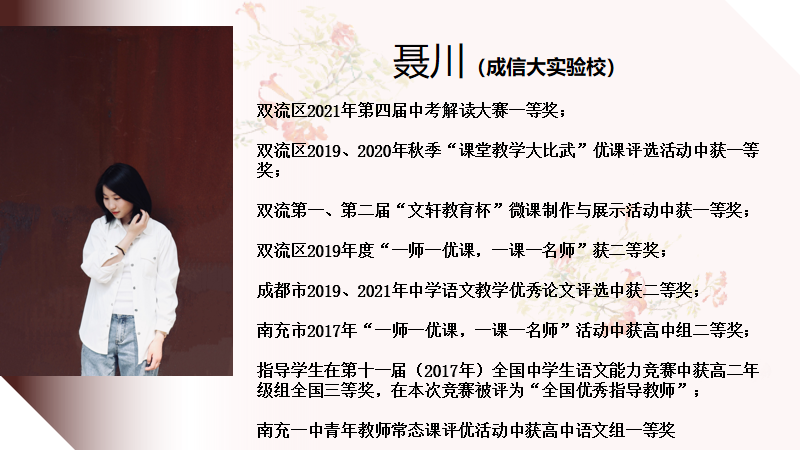 聂川（成信大实验校）
双流区2021年第四届中考解读大赛一等奖；
双流区2019、2020年秋季“课堂教学大比武”优课评选活动中获一等
奖；
双流第一、第二届“文轩教育杯”微课制作与展示活动中获一等奖；
双流区2019年度“一师一优课，一课一名师”获二等奖；
成都市2019、2021年中学语文教学优秀论文评选中获二等奖；
南充市2017年“一师一优课，一课一名师”活动中获高中组二等奖；
指导学生在第十一届（2017年）全国中学生语文能力竞赛中获高二年
级组全国三等奖，在本次竞赛被评为“全国优秀指导教师”；
南充一中青年教师常态课评优活动中获高中语文组一等奖